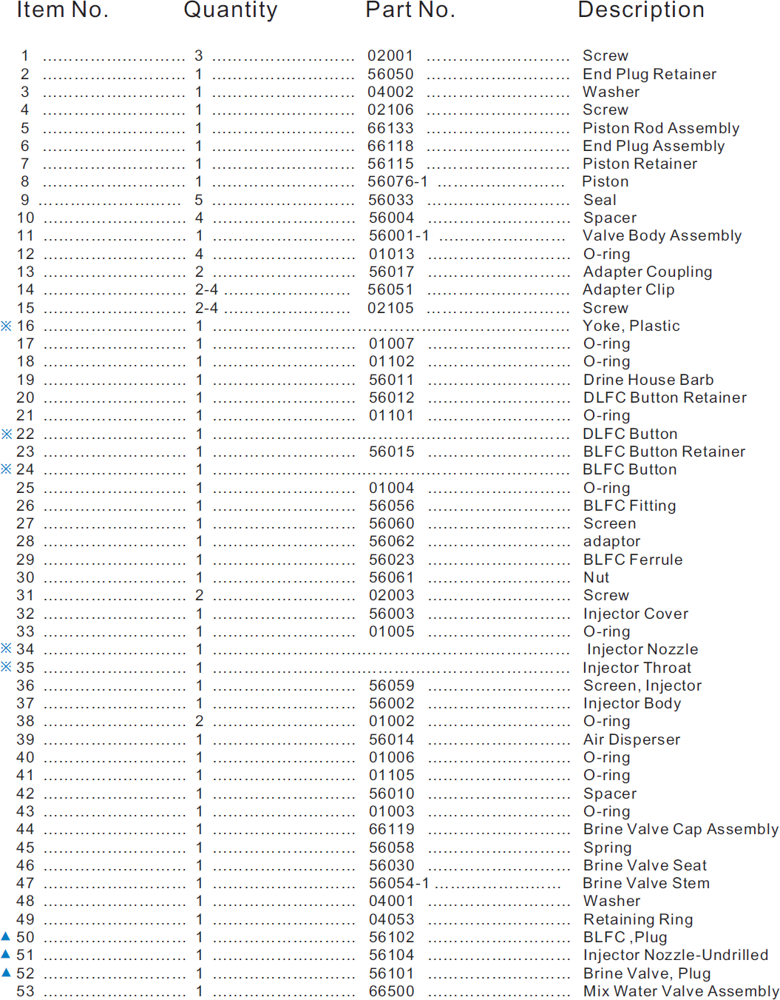 Item No. Quantity Part No. Description
1 ........................... 3 ........................... 02001 ........................... Screw
2 ........................... 1 ........................... 56050 ........................... End Plug Retainer
3 ........................... 1 ........................... 04002 ........................... Washer
4 ........................... 1 ........................... 02106 ........................... Screw
5 ........................... 1 ........................... 66133 ........................... Piston Rod Assembly
6 ........................... 1 ........................... 66118 ........................... End Plug Assembly
7 ........................... 1 ........................... 56115 ........................... Piston Retainer
8 ........................... 1 ........................... 56076-1 ........................ Piston
9 ........................... 5 ........................... 56033 ........................... Seal
10 ........................... 4 ........................... 56004 ........................... Spacer
11 ........................... 1 ........................... 56001-1 ........................ Valve Body Assembly
12 ........................... 4 ........................... 01013 ........................... O-ring
13 ........................... 2 ........................... 56017 ........................... Adapter Coupling
14 ........................... 2-4 ........................ 56051 ........................... Adapter Clip
15 ........................... 2-4 ........................ 02105 ........................... Screw
※ 16 ........................... 1 ................................................................... Yoke, Plastic
17 ........................... 1 ........................... 01007 ........................... O-ring
18 ........................... 1 ........................... 01102 ........................... O-ring
19 ........................... 1 ........................... 56011 ........................... Drine House Barb
20 ........................... 1 ........................... 56012 ........................... DLFC Button Retainer
21 ........................... 1 ........................... 01101 ........................... O-ring
※ 22 ........................... 1 ................................................................... DLFC Button
23 ........................... 1 ........................... 56015 ........................... BLFC Button Retainer
※ 24 ........................... 1 ................................................................... BLFC Button
25 ........................... 1 ........................... 01004 ........................... O-ring
26 ........................... 1 ........................... 56056 ........................... BLFC Fitting
27 ........................... 1 ........................... 56060 ........................... Screen
28 ........................... 1 ........................... 56062 ........................... adaptor
29 ........................... 1 ........................... 56023 ........................... BLFC Ferrule
30 ........................... 1 ........................... 56061 ........................... Nut
31 ........................... 2 ........................... 02003 ........................... Screw
32 ........................... 1 ........................... 56003 ........................... Injector Cover
33 ........................... 1 ........................... 01005 ........................... O-ring
※ 34 ........................... 1 ................................................................... Injector Nozzle
※ 35 ........................... 1 ................................................................... Injector Throat
36 ........................... 1 ........................... 56059 ........................... Screen, Injector
37 ........................... 1 ........................... 56002 ........................... Injector Body
38 ........................... 2 ........................... 01002 ........................... O-ring
39 ........................... 1 ........................... 56014 ........................... Air Disperser
40 ........................... 1 ........................... 01006 ........................... O-ring
41 ........................... 1 ........................... 01105 ........................... O-ring
42 ........................... 1 ........................... 56010 ........................... Spacer
43 ........................... 1 ........................... 01003 ........................... O-ring
44 ........................... 1 ........................... 66119 ........................... Brine Valve Cap Assembly
45 ........................... 1 ........................... 56058 ........................... Spring
46 ........................... 1 ........................... 56030 ........................... Brine Valve Seat
47 ........................... 1 ........................... 56054-1 ........................ Brine Valve Stem
48 ........................... 1 ........................... 04001 ........................... Washer
49 ........................... 1 ........................... 04053 ........................... Retaining Ring
▲ 50 ........................... 1 ........................... 56102 ........................... BLFC ,Plug
▲ 51 ........................... 1 ........................... 56104 ........................... Injector Nozzle-Undrilled
▲ 52 ........................... 1 ........................... 56101 ........................... Brine Valve, Plug
53 ........................... 1 ........................... 66500 ........................... Mix Water Valve Assembly